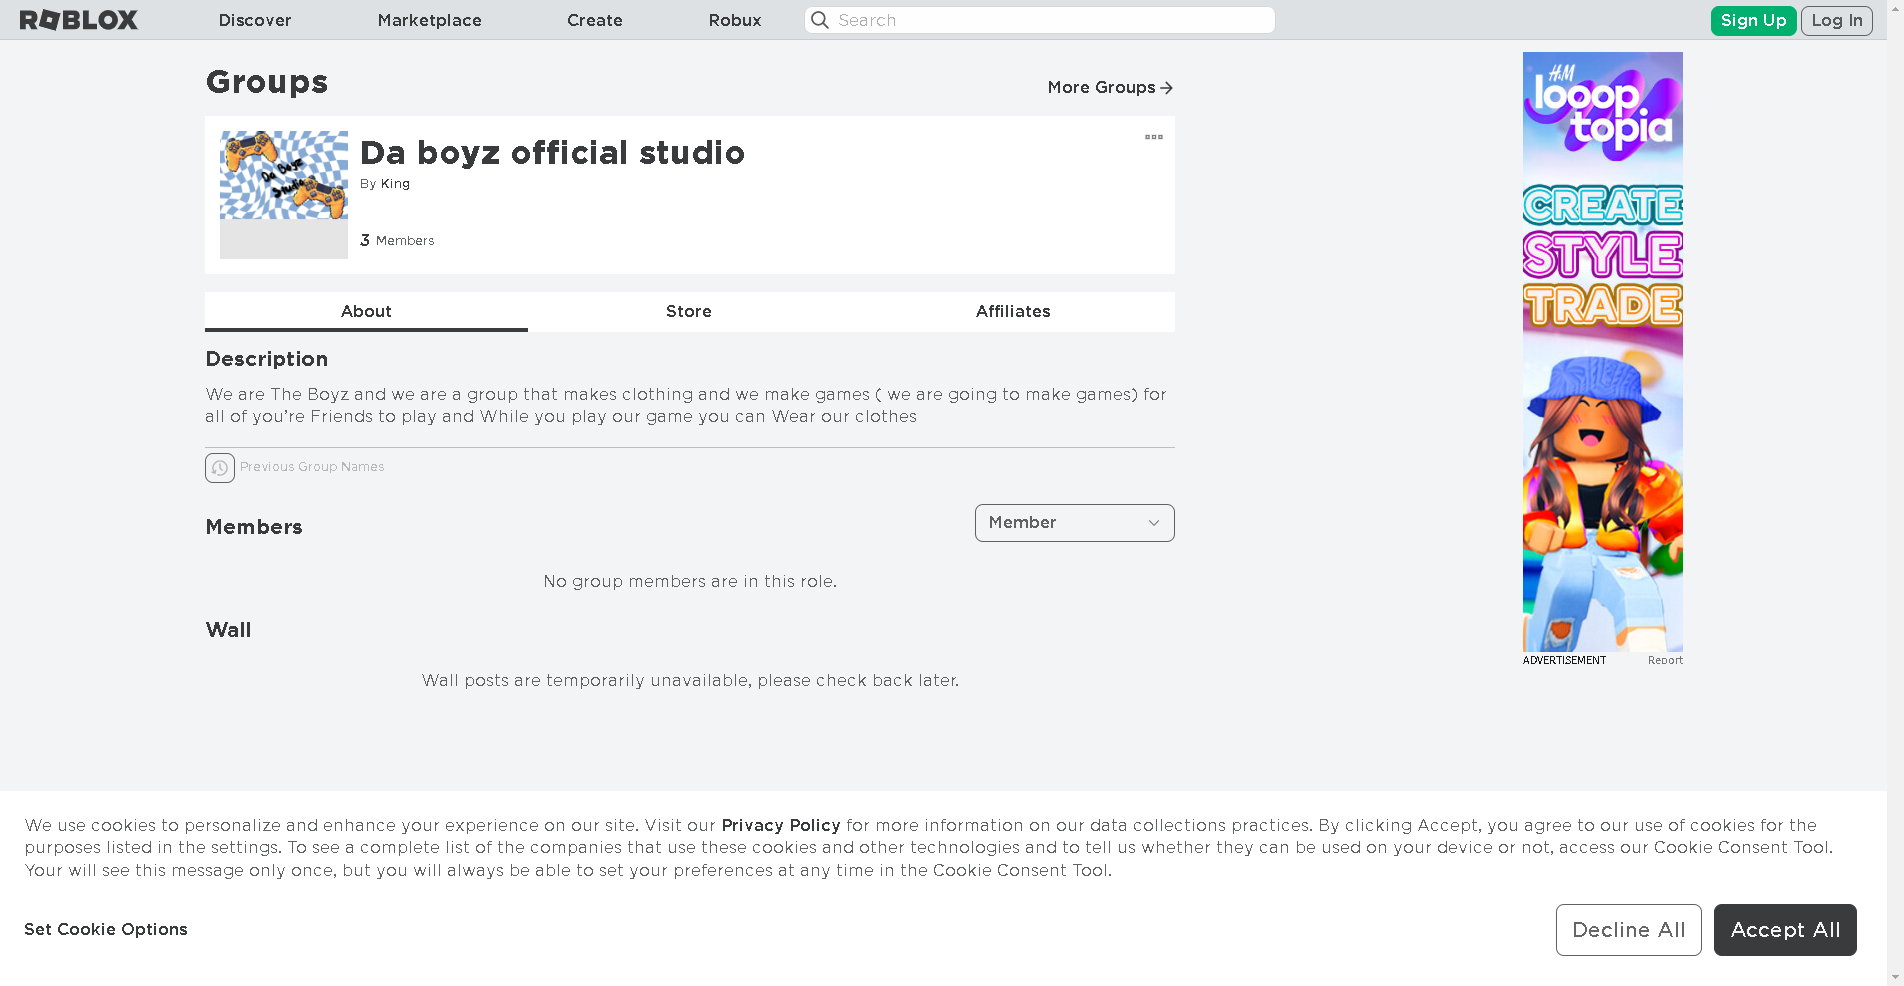 ROBLOX Discover Marketplace Create Robux Search Sign Up Log In
Groups
More Groups
Da boyz official studio
By King
3 Members
Da Boyz
Studio
About Store Affiliates
Description
We are The Boyz and we are a group that makes clothing and we make games ( we are going to make games) for
all of you’re Friends to play and While you play our game you can Wear our clothes
Previous Group Names
Members
Member
No group members are in this role.
Wall
Wall posts are temporarily unavailable, please check back later.
H&M
looop
topia
CREATE
STYLE
TRADE
ADVERTISEMENT Report
We use cookies to personalize and enhance your experience on our site. Visit our Privacy Policy for more information on our data collections practices. By clicking Accept, you agree to our use of cookies for the
purposes listed in the settings. To see a complete list of the companies that use these cookies and other technologies and to tell us whether they can be used on your device or not, access our Cookie Consent Tool.
Your will see this message only once, but you will always be able to set your preferences at any time in the Cookie Consent Tool.
Set Cookie Options
Decline All
Accept All